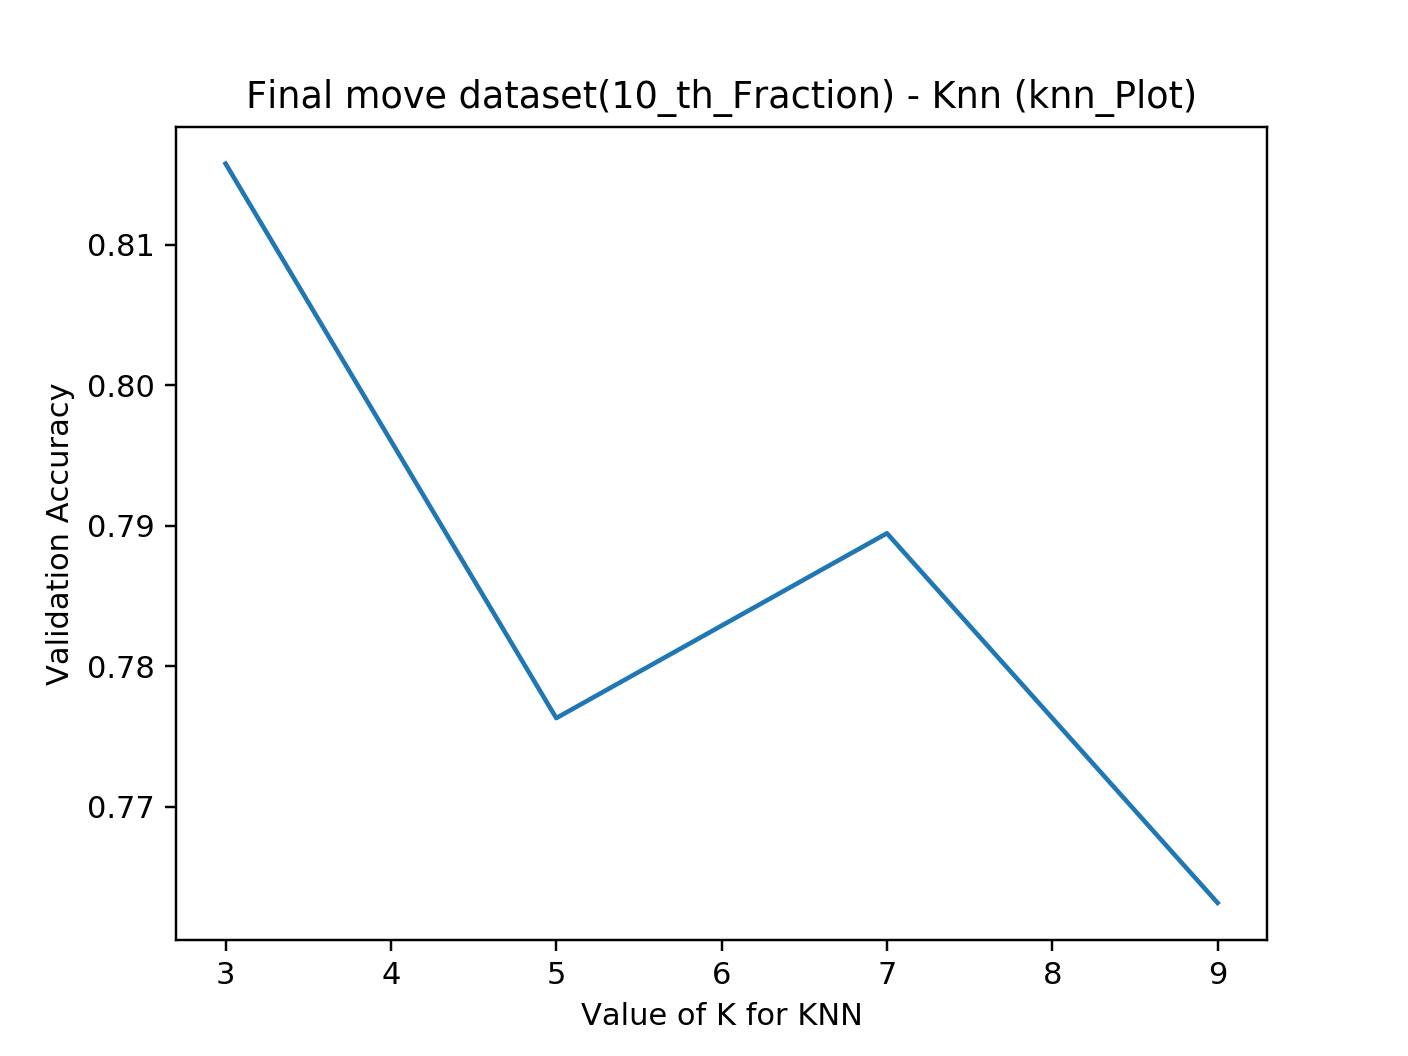 Final move dataset(10_th_Fraction) - Knn (knn_Plot)
0.81
0.80
0.79
0.78
0.77
Validation Accuracy
3 4 5 6 7 8 9
Value of K for KNN